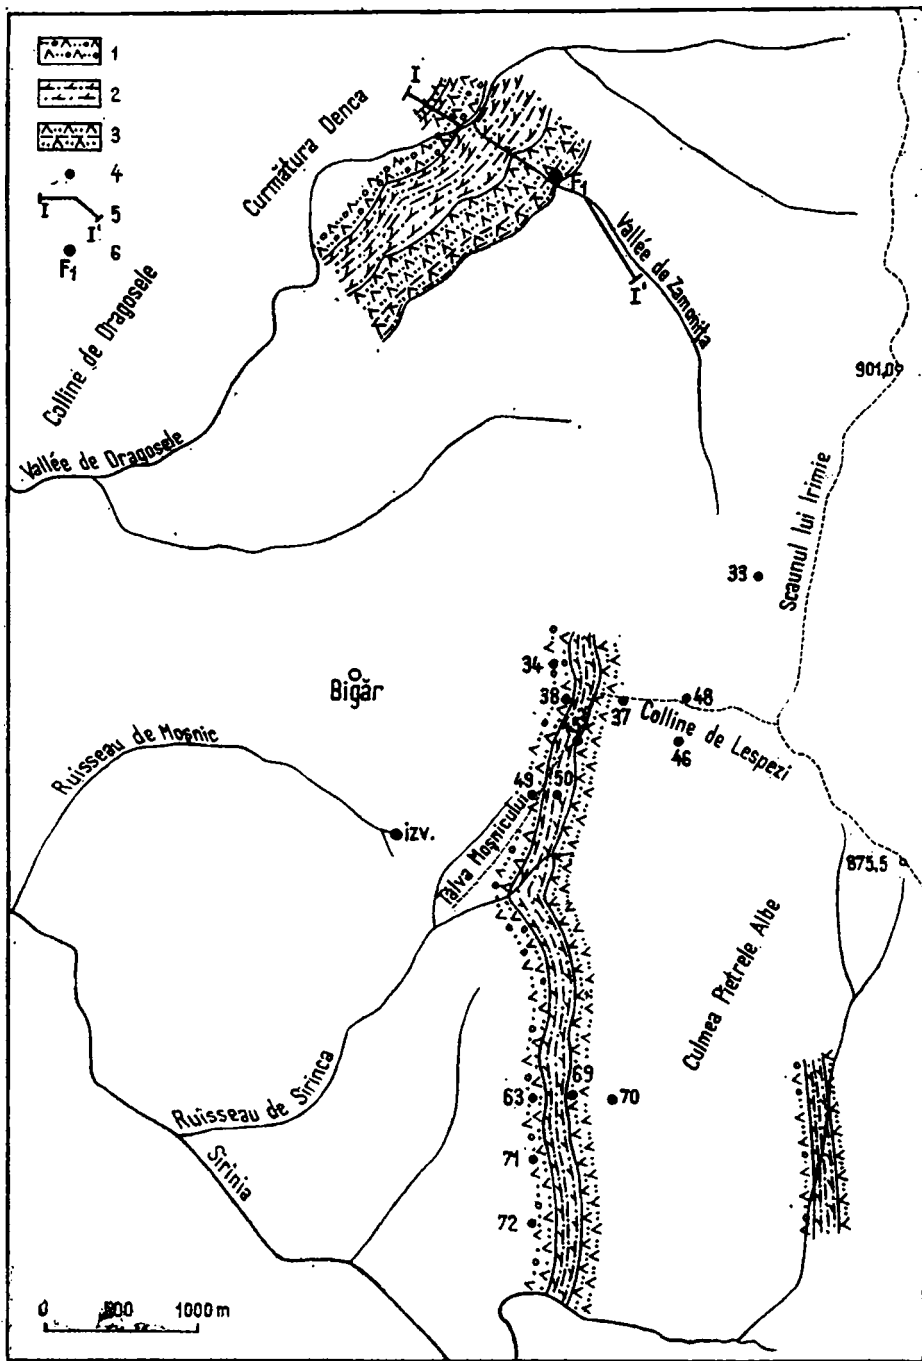 1
2
3
4
I
I'
5
F1
6
I
Curmătura Denca
F1
I'
Vallée de Zamonița
Colline de Dragosele
901,09
Vallée de Dragosele
Scaunul lui Irimie
33
34
Bigăr
38
37
48
Colline de Lespezi
46
Ruisseau de Moșnic
49
50
izv.
Tâlva Moșnicului
875,5
Culmea Pietrele Albe
69
63
70
Ruisseau de Sirinca
71
Sirinia
72
0
500
1000 m